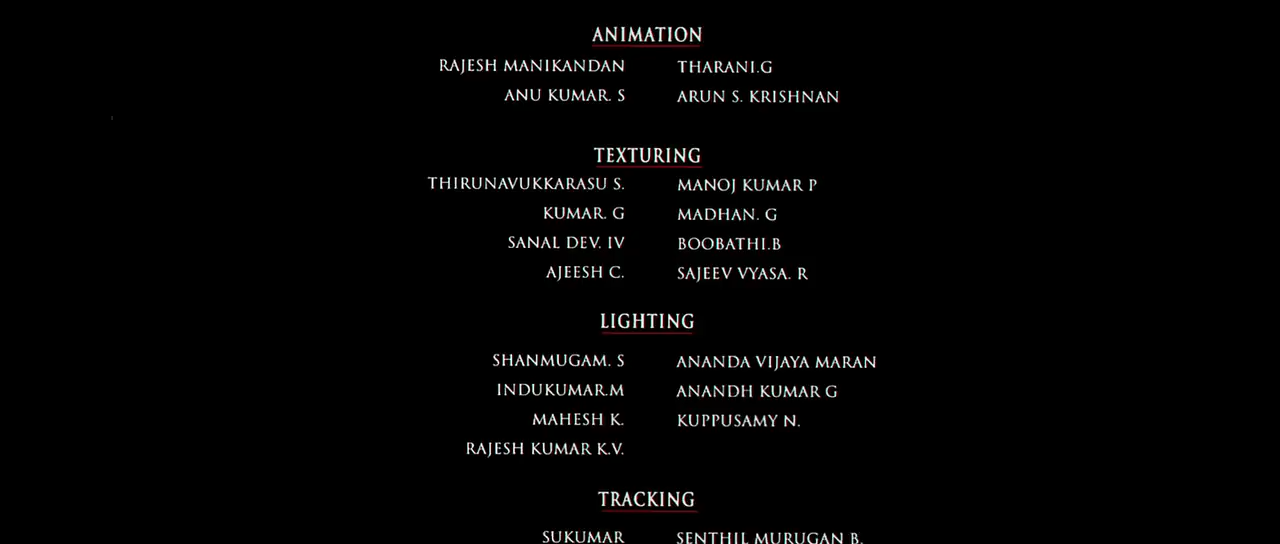 ANIMATION
RAJESH MANIKANDAN THARANI.G
ANU KUMAR. S ARUN S. KRISHNAN
TEXTURING
THIRUNAVUKKARASU S. MANOJ KUMAR P
KUMAR. G MADHAN. G
SANAL DEV. IV BOOBATHI.B
AJEESH C. SAJEEV VYASA. R
LIGHTING
SHANMUGAM. S ANANDA VIJAYA MARAN
INDUKUMAR.M ANANDH KUMAR G
MAHESH K. KUPPUSAMY N.
RAJESH KUMAR K.V.
TRACKING
SUKUMAR SENTHIL MURUGAN B.